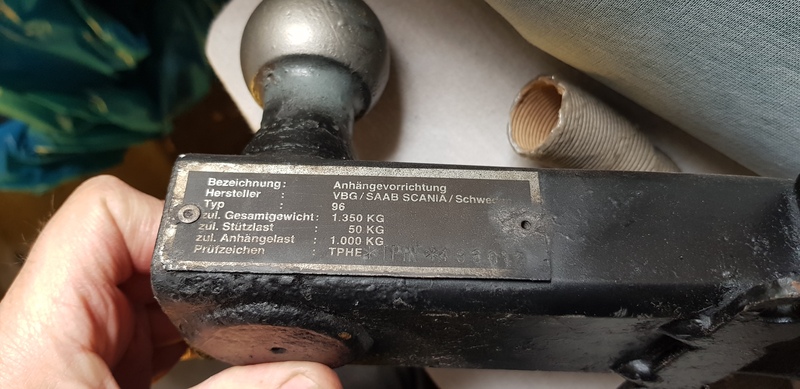 Bezeichnung: Anhängevorrichtung
Hersteller : VBG/SAAB SCANIA/Schwed
Typ 96
zul. Gesamtgewicht: 1.350 KG
zul. Stützlast : 50 KG
zul. Anhängelast : 1.000 KG
Prüfzeichen : TPHE